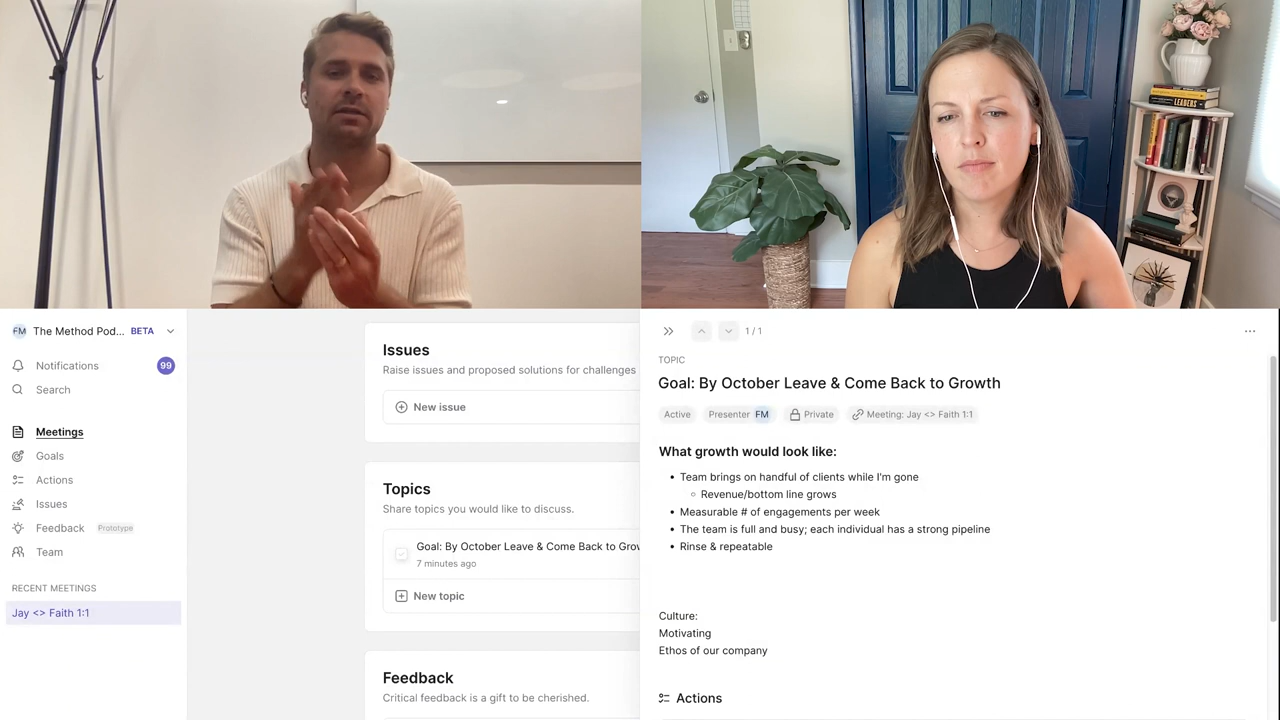 LEADERS
FM The Method Pod... BETA
Notifications 99
Search
Meetings
Goals
Actions
Issues
Feedback Prototype
Team
RECENT MEETINGS
Jay <> Faith 1:1
Issues
Raise issues and proposed solutions for challenges
New issue
Topics
Share topics you would like to discuss.
Goal: By October Leave & Come Back to Grow
7 minutes ago
New topic
Feedback
Critical feedback is a gift to be cherished.
1 / 1
TOPIC
Goal: By October Leave & Come Back to Growth
Active Presenter FM Private Meeting: Jay <> Faith 1:1
What growth would look like:
• Team brings on handful of clients while I'm gone
◦ Revenue/bottom line grows
• Measurable # of engagements per week
• The team is full and busy; each individual has a strong pipeline
• Rinse & repeatable
Culture:
Motivating
Ethos of our company
Actions